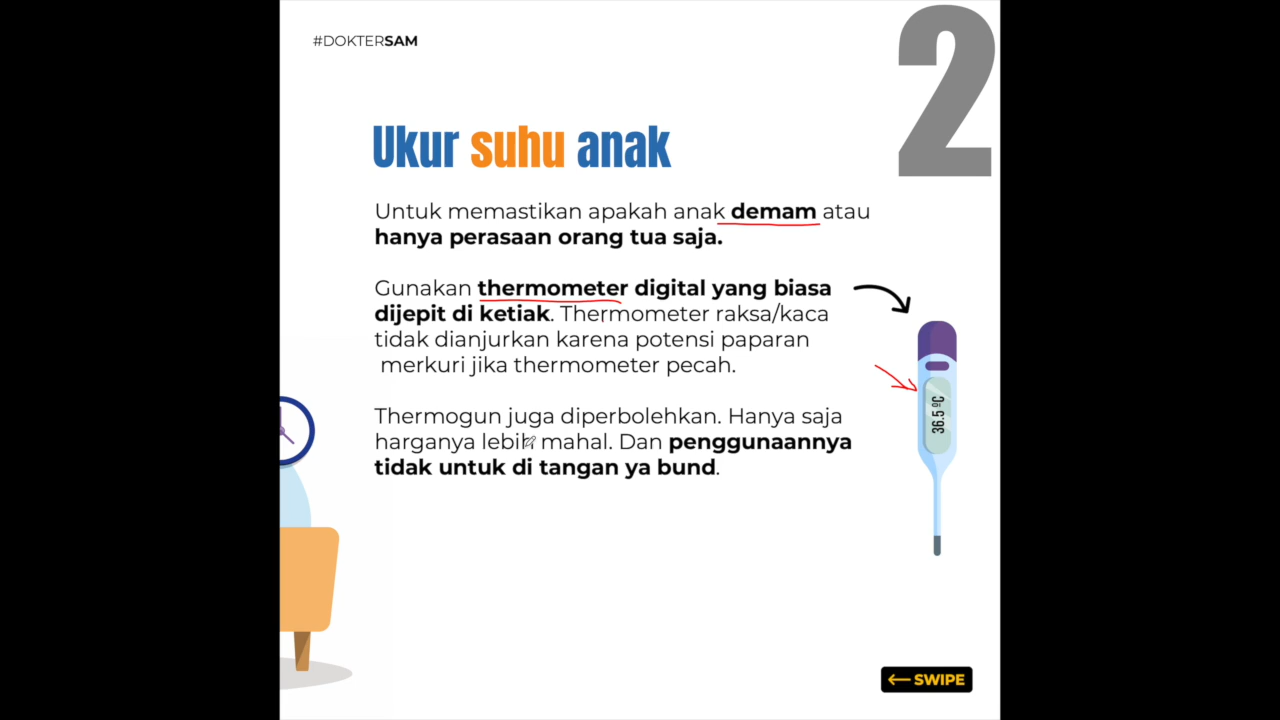 #DOKTERSAM
2
Ukur suhu anak
Untuk memastikan apakah anak demam atau
hanya perasaan orang tua saja.
Gunakan thermometer digital yang biasa
dijepit di ketiak. Thermometer raksa/kaca
tidak dianjurkan karena potensi paparan
merkuri jika thermometer pecah.
36.5 ºC
Thermogun juga diperbolehkan. Hanya saja
harganya lebih mahal. Dan penggunaannya
tidak untuk di tangan ya bund.
SWIPE